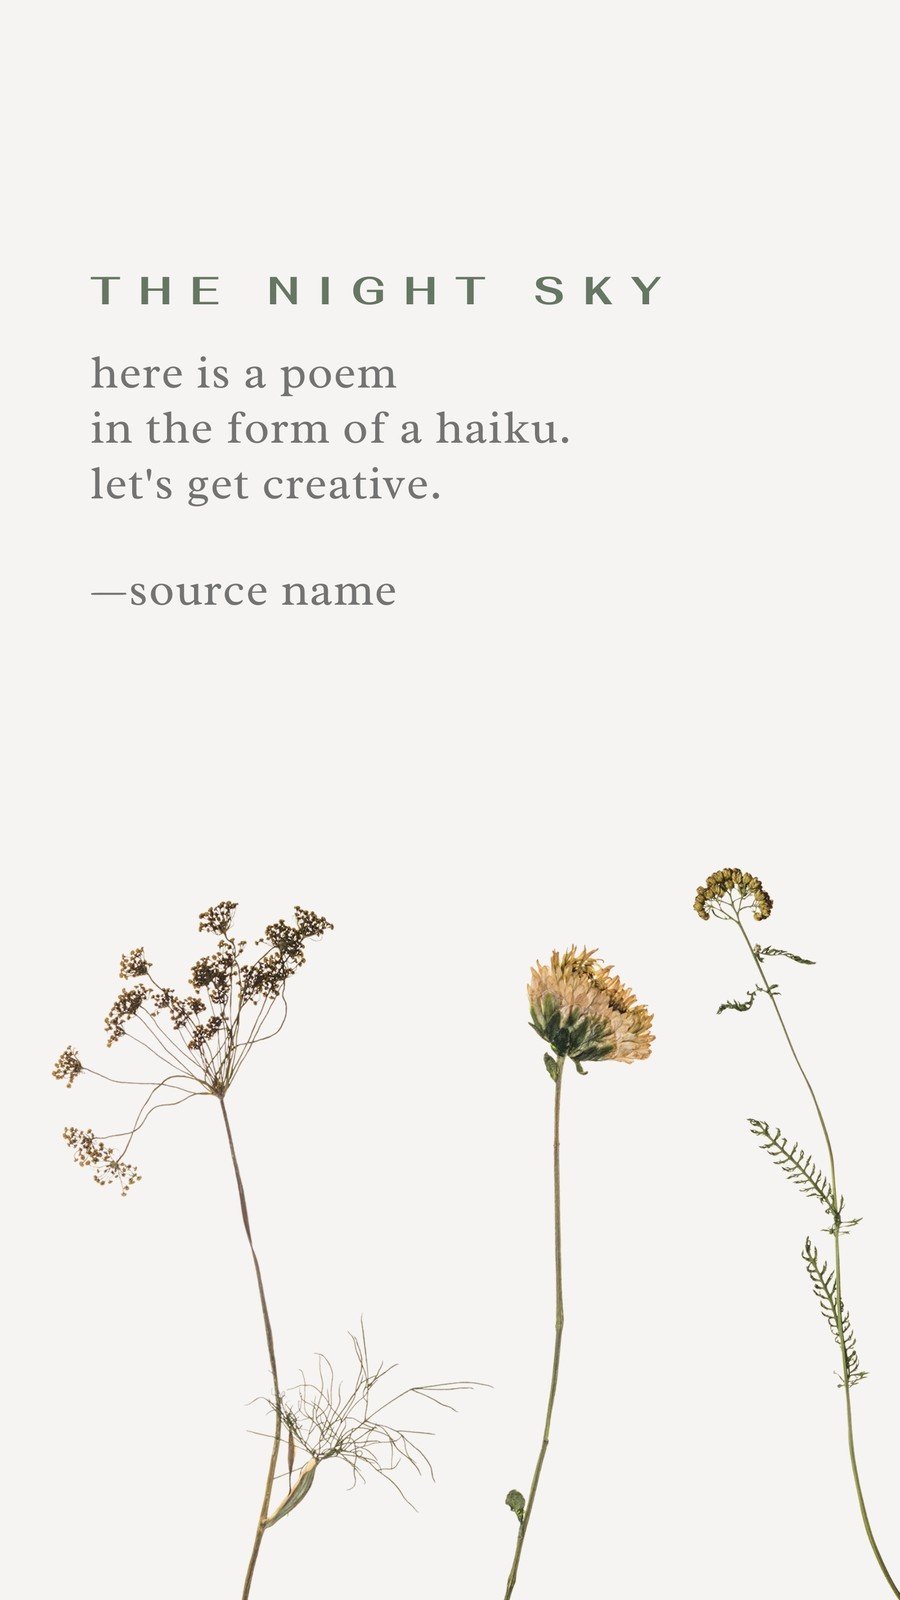 THE NIGHT SKY
here is a poem
in the form of a haiku.
let's get creative.
—source name